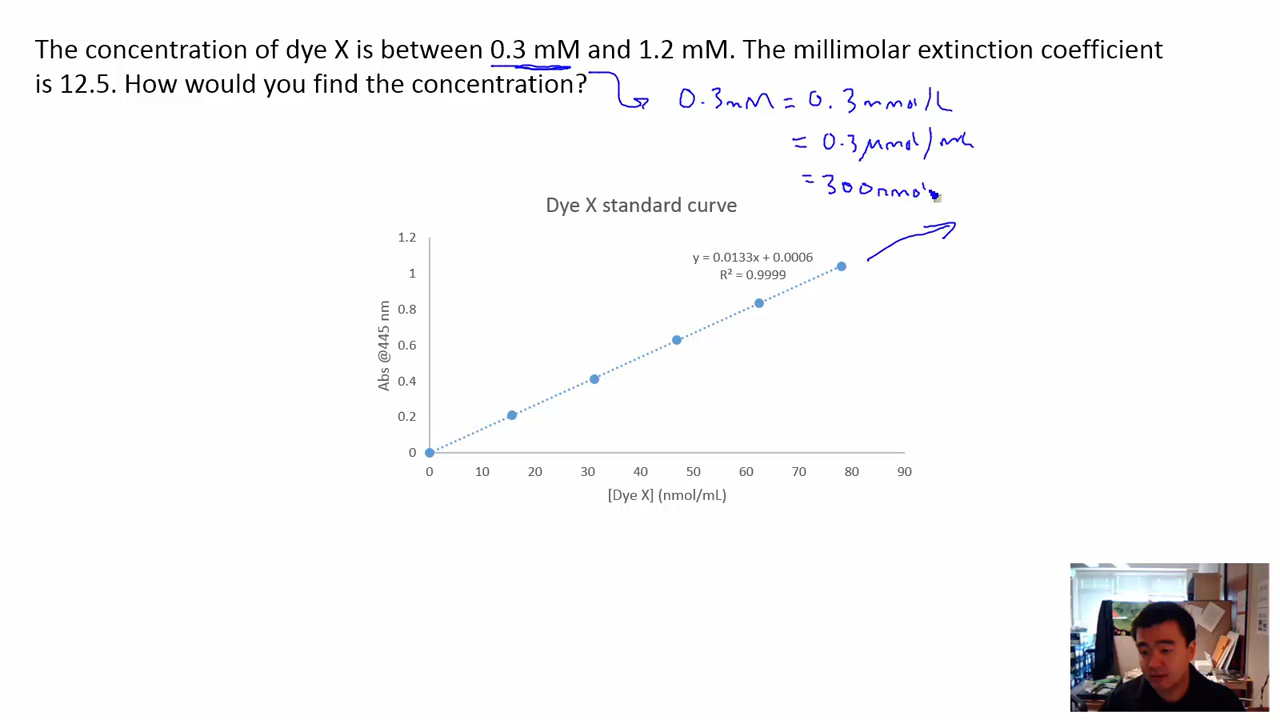 The concentration of dye X is between 0.3 mM and 1.2 mM. The millimolar extinction coefficient
is 12.5. How would you find the concentration?
0.3mM = 0.3mmol/L
= 0.3μmol/mL
= 300nmol
Dye X standard curve
y = 0.0133x + 0.0006
R² = 0.9999
1.2
1
0.8
0.6
0.4
0.2
0
Abs @445 nm
0 10 20 30 40 50 60 70 80 90
[Dye X] (nmol/mL)